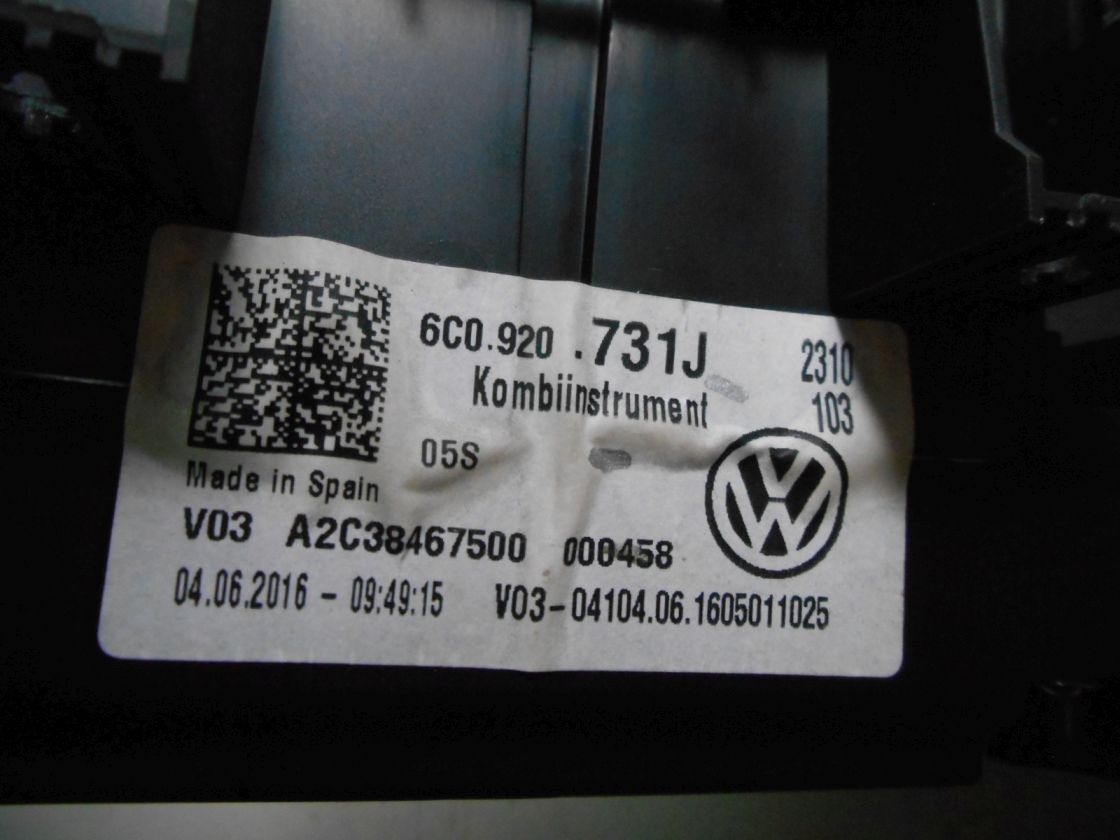 6C0.920 .731J 2310
Kombiinstrument 103
05S
Made in Spain
V03 A2C38467500 000458
04.06.2016 - 09:49:15 V03-04104.06.1605011025